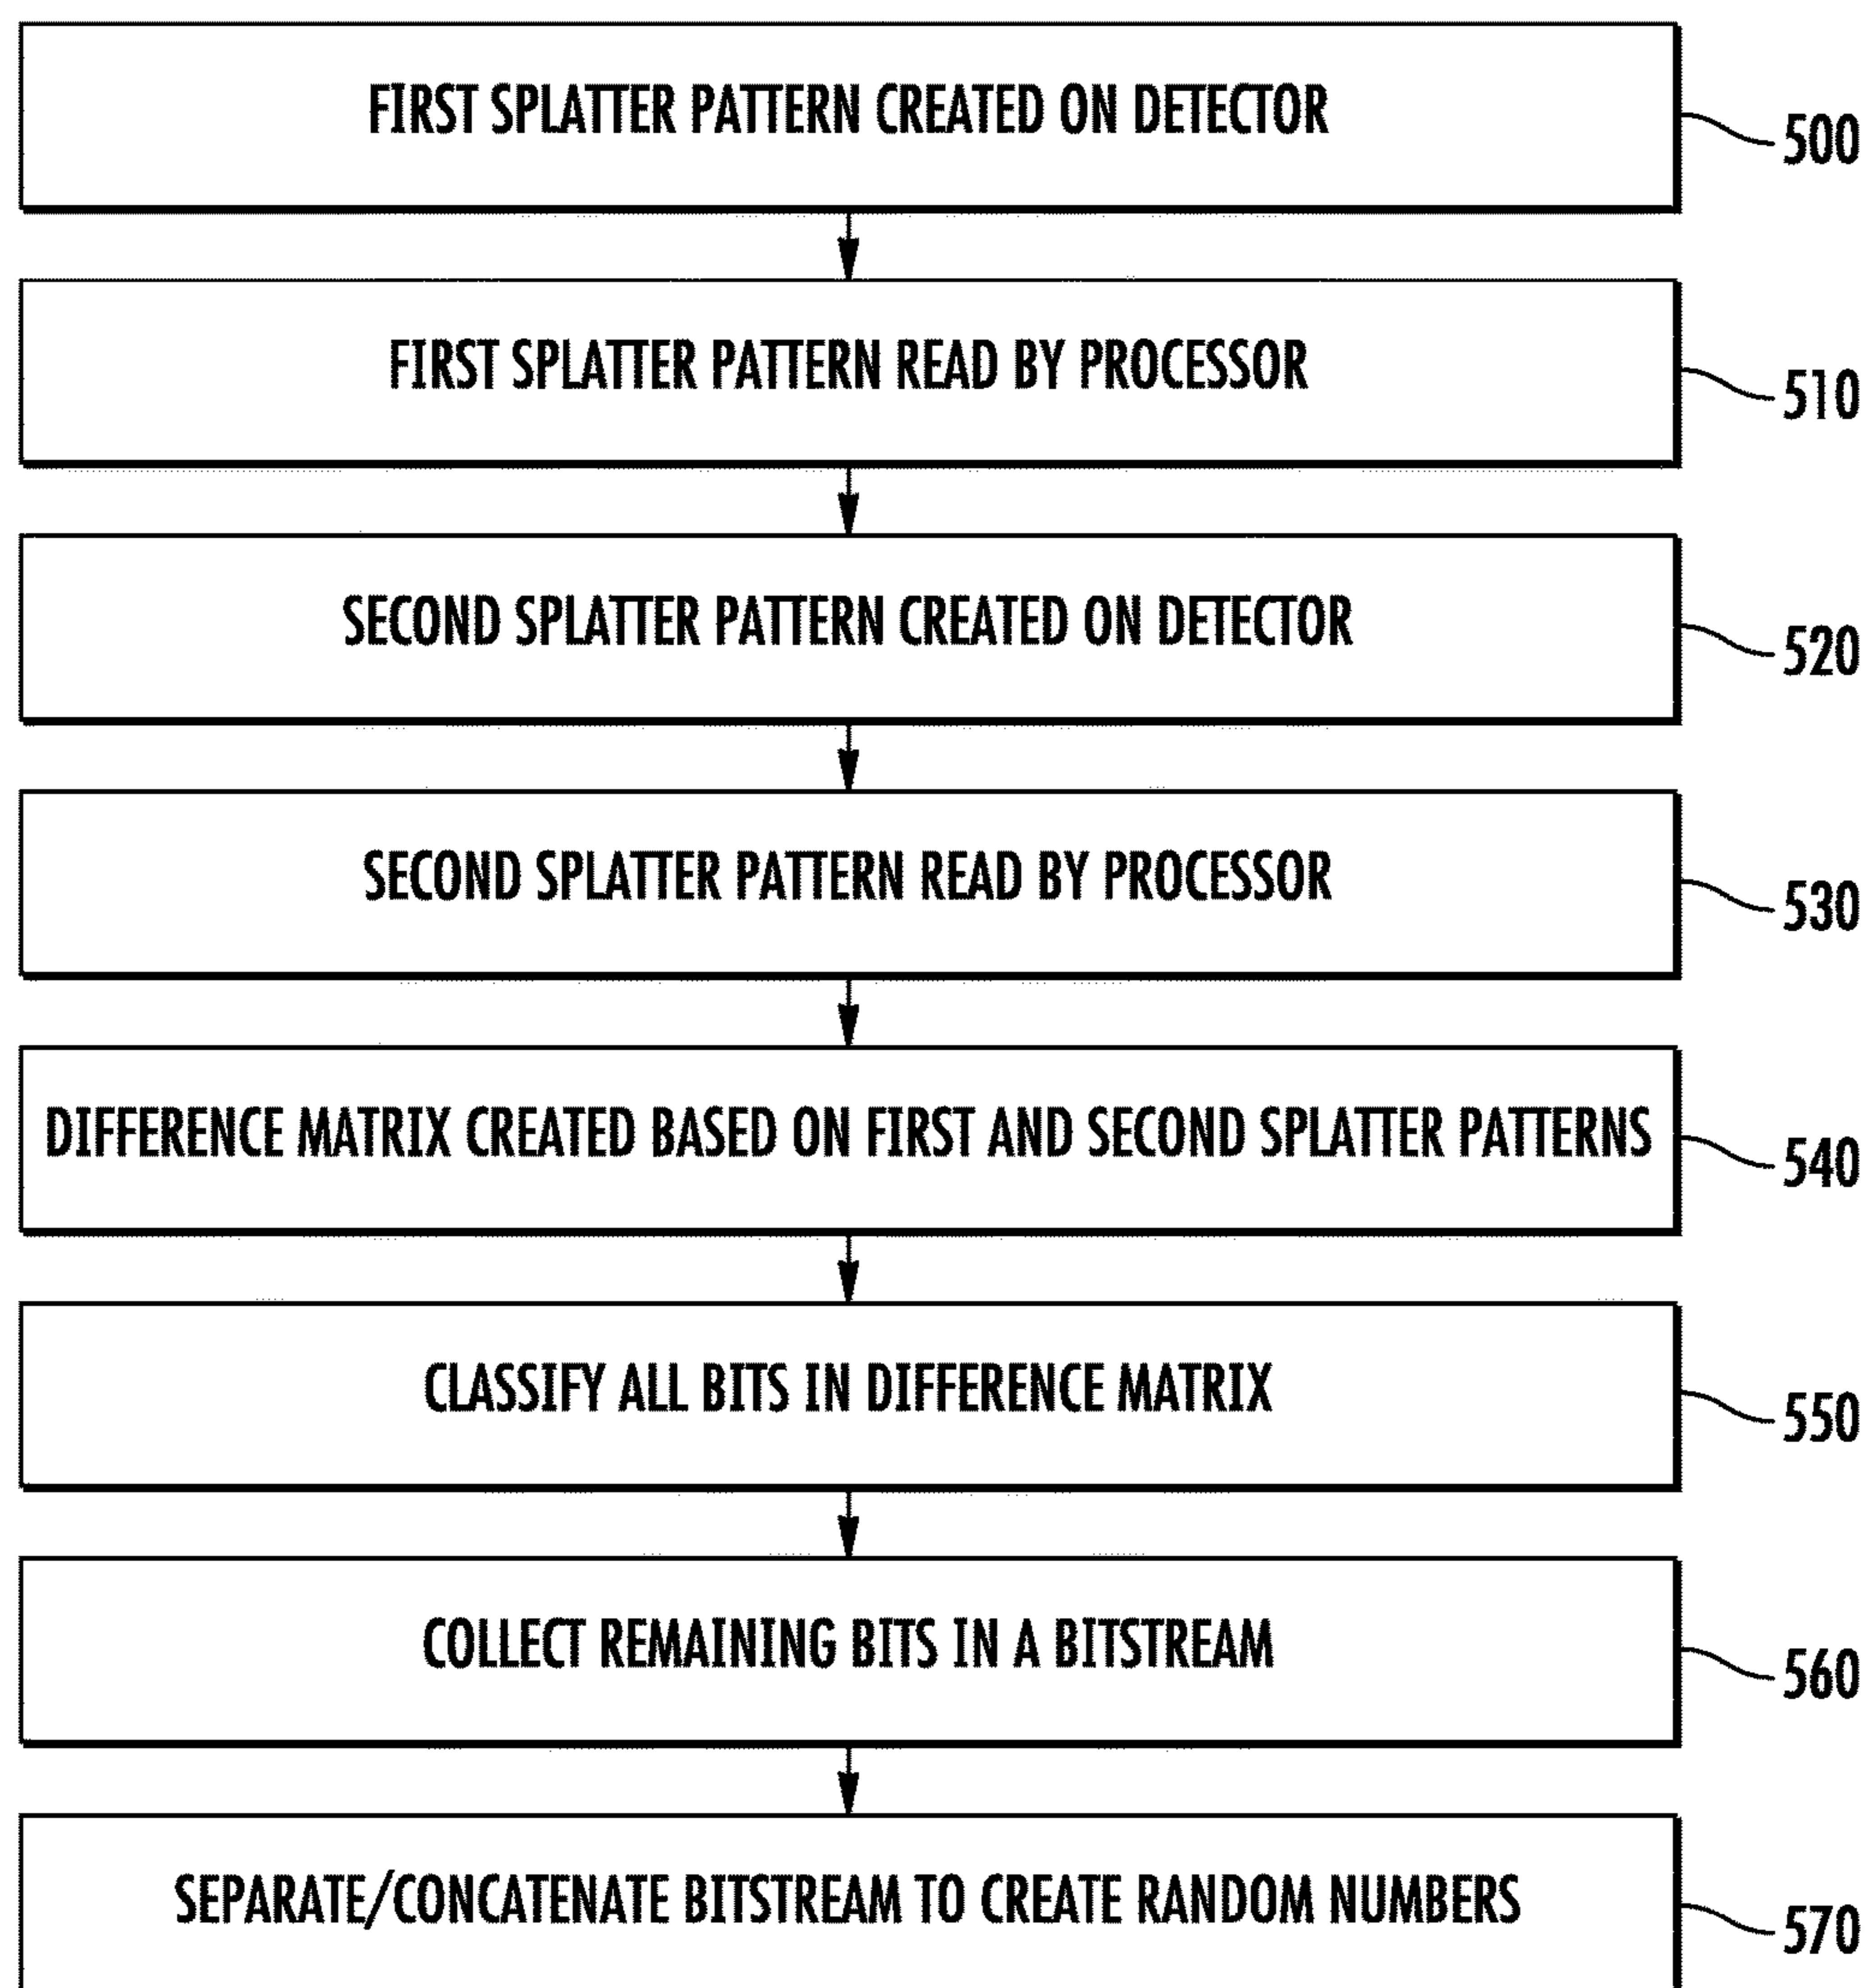 FIRST SPLATTER PATTERN CREATED ON DETECTOR
500
FIRST SPLATTER PATTERN READ BY PROCESSOR
510
SECOND SPLATTER PATTERN CREATED ON DETECTOR
520
SECOND SPLATTER PATTERN READ BY PROCESSOR
530
DIFFERENCE MATRIX CREATED BASED ON FIRST AND SECOND SPLATTER PATTERNS
540
CLASSIFY ALL BITS IN DIFFERENCE MATRIX
550
COLLECT REMAINING BITS IN A BITSTREAM
560
SEPARATE/CONCATENATE BITSTREAM TO CREATE RANDOM NUMBERS
570